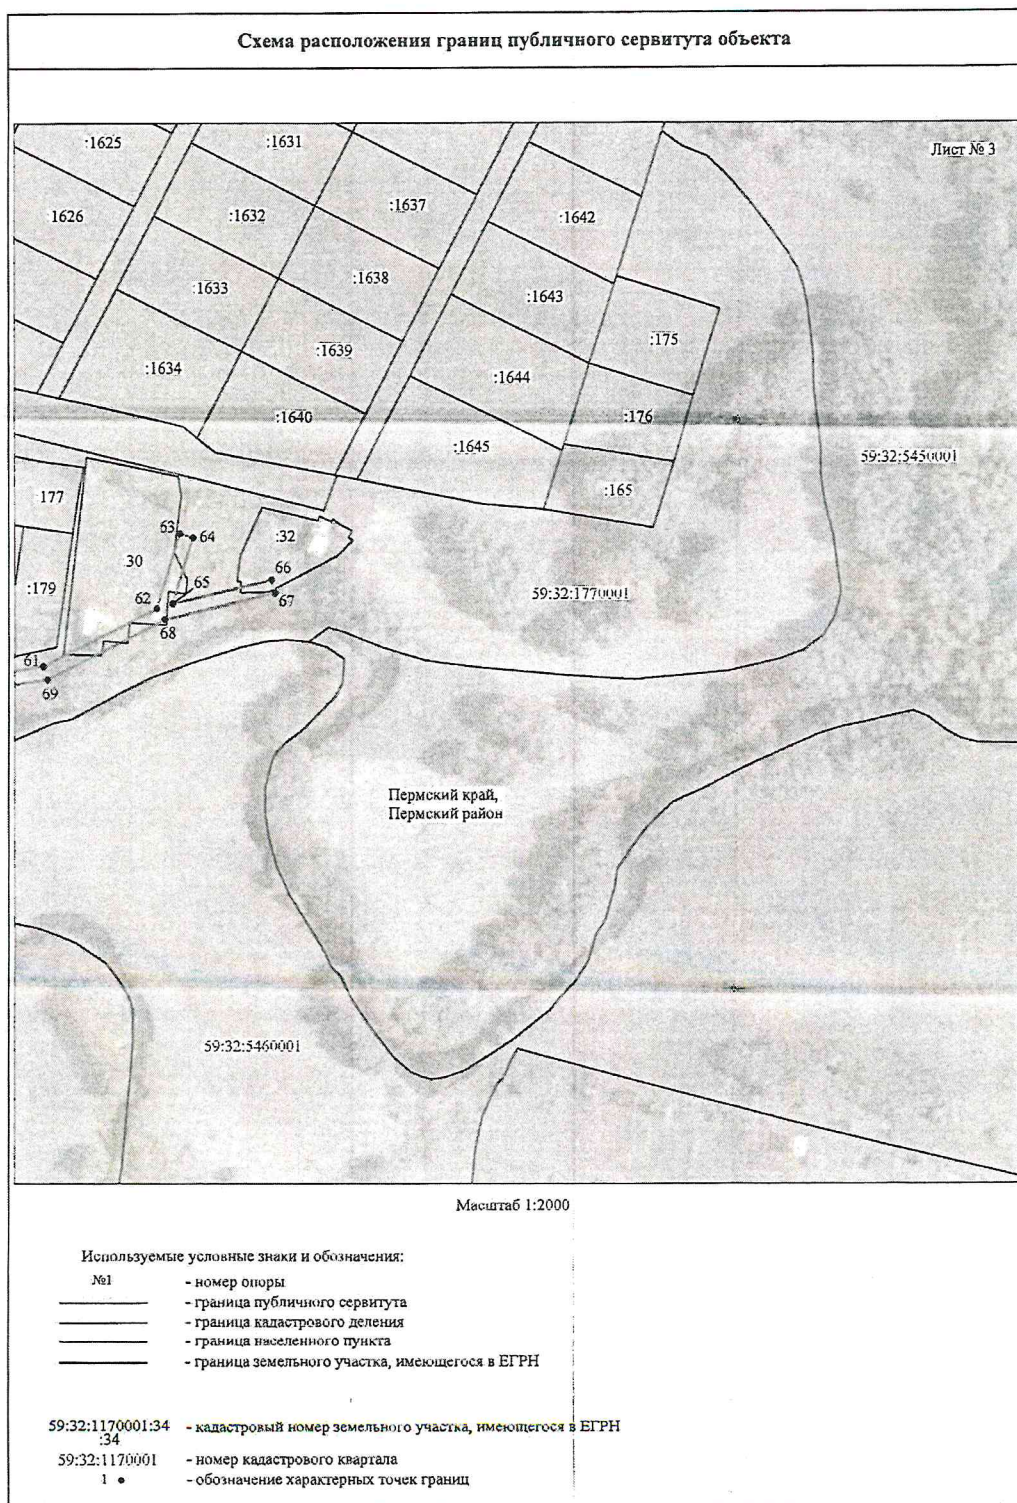 Схема расположения границ публичного сервитута объекта
Лист № 3
:1625
:1631
1626
:1632
:1637
:1642
:1633
:1638
:1643
:1634
:1639
:1644
:175
:1640
:1645
:176
59:32:5450001
177
:165
63
64
:32
30
:179
65
66
62
67
68
59:32:1770001
61
69
Пермский край,
Пермский район
59:32:5460001
Масштаб 1:2000
Используемые условные знаки и обозначения:
№1 - номер опоры
- граница публичного сервитута
- граница кадастрового деления
- граница населенного пункта
- граница земельного участка, имеющегося в ЕГРН
59:32:1170001:34 - кадастровый номер земельного участка, имеющегося в ЕГРН
:34
59:32:1170001 - номер кадастрового квартала
1 - обозначение характерных точек границ